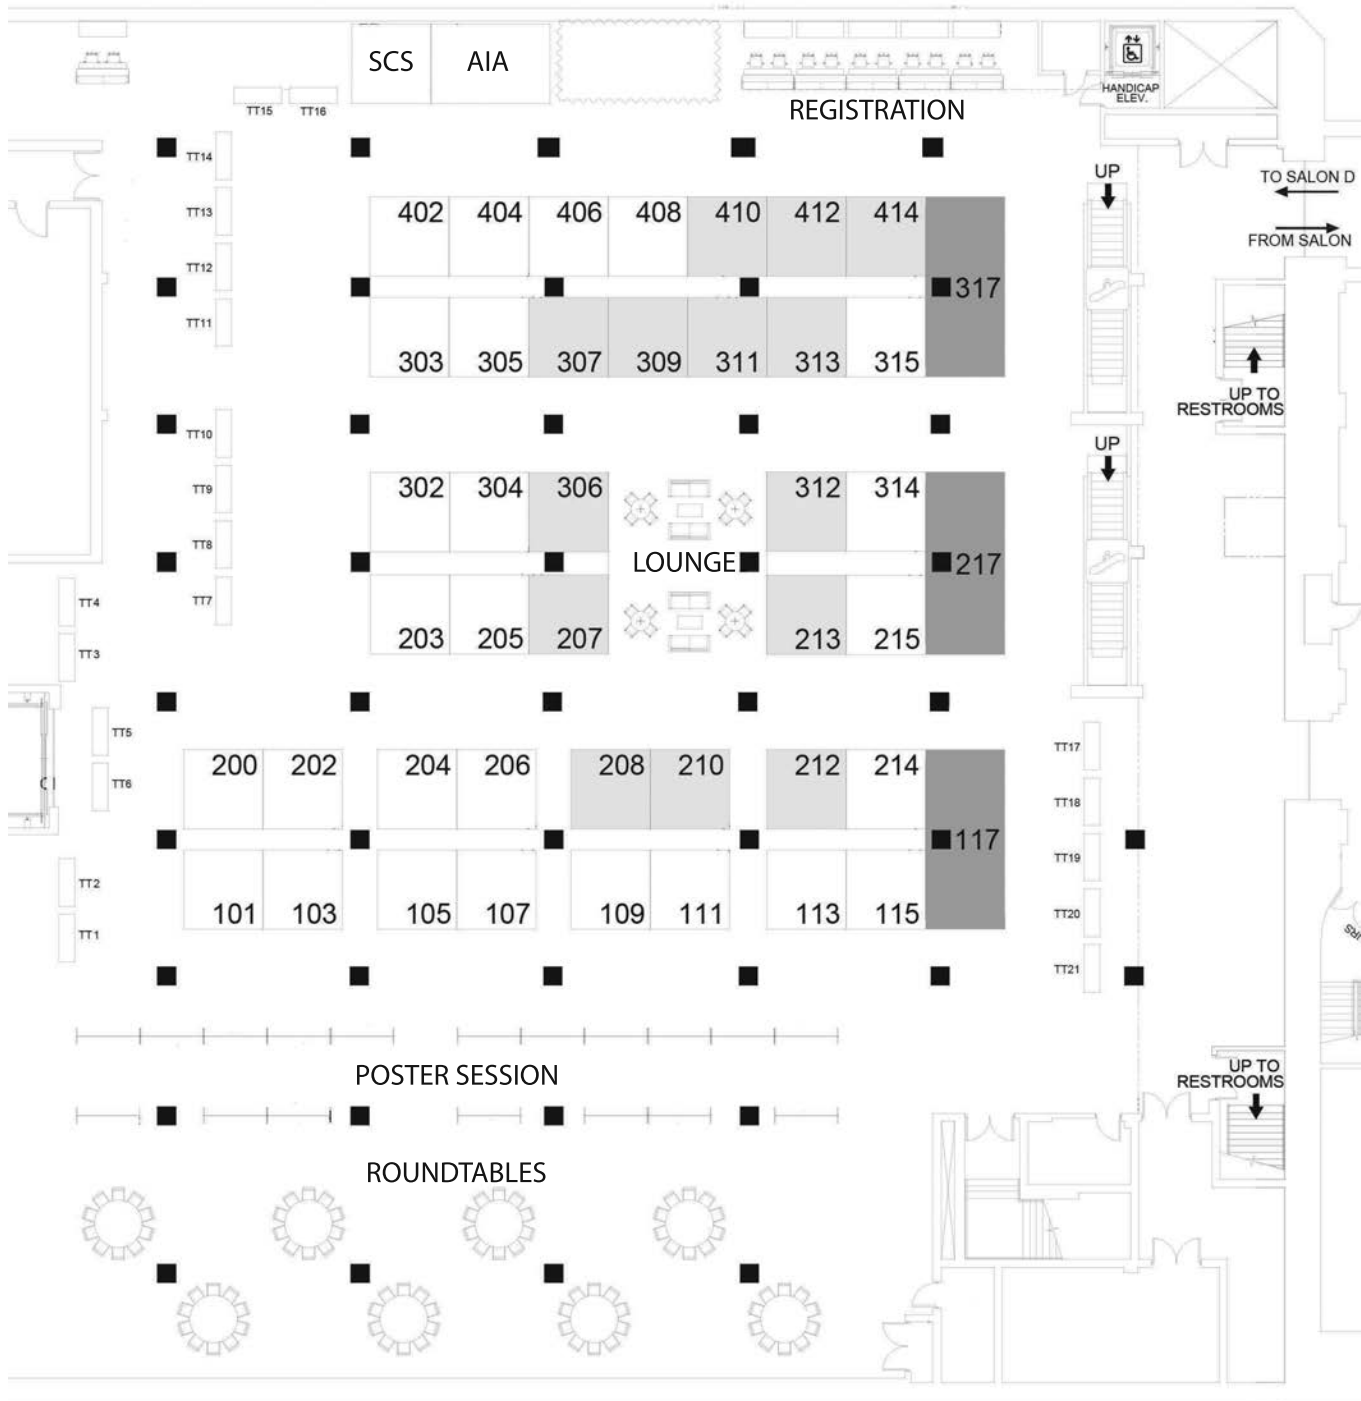 SCS
AIA
TT15
TT16
REGISTRATION
HANDICAP
ELEV.
TT14
UP
TO SALON D
TT13
402
404
406
408
410
412
414
FROM SALON
TT12
317
TT11
303
305
307
309
311
313
315
UP TO
RESTROOMS
TT10
UP
TT9
302
304
306
312
314
TT8
LOUNGE
217
TT7
TT4
203
205
207
213
215
TT3
TT5
TT17
200
202
204
206
208
210
212
214
TT6
TT18
117
TT19
TT2
101
103
105
107
109
111
113
115
TT20
TT1
TT21
POSTER SESSION
UP TO
RESTROOMS
ROUNDTABLES